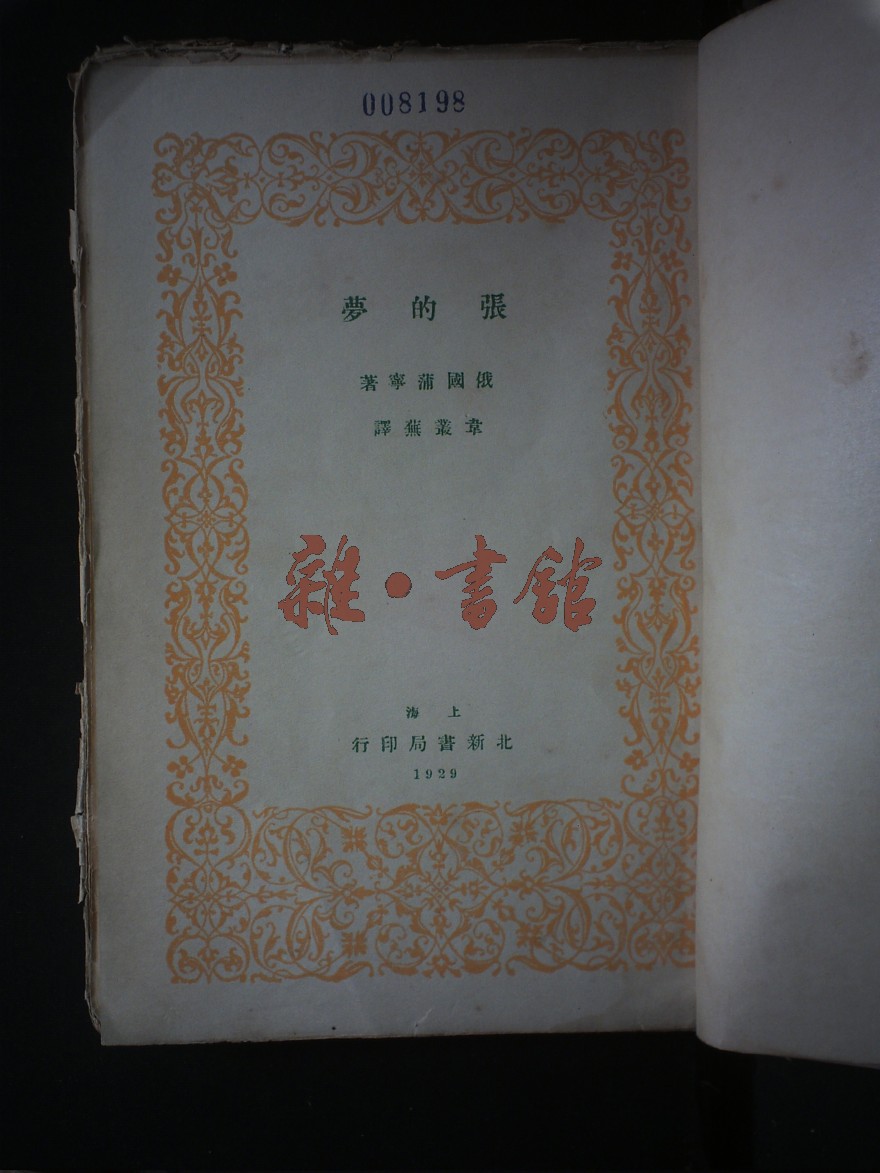 008198
張的夢
俄國蒲寧著
韋叢蕪譯
雜·書館
上海
北新書局印行
1929